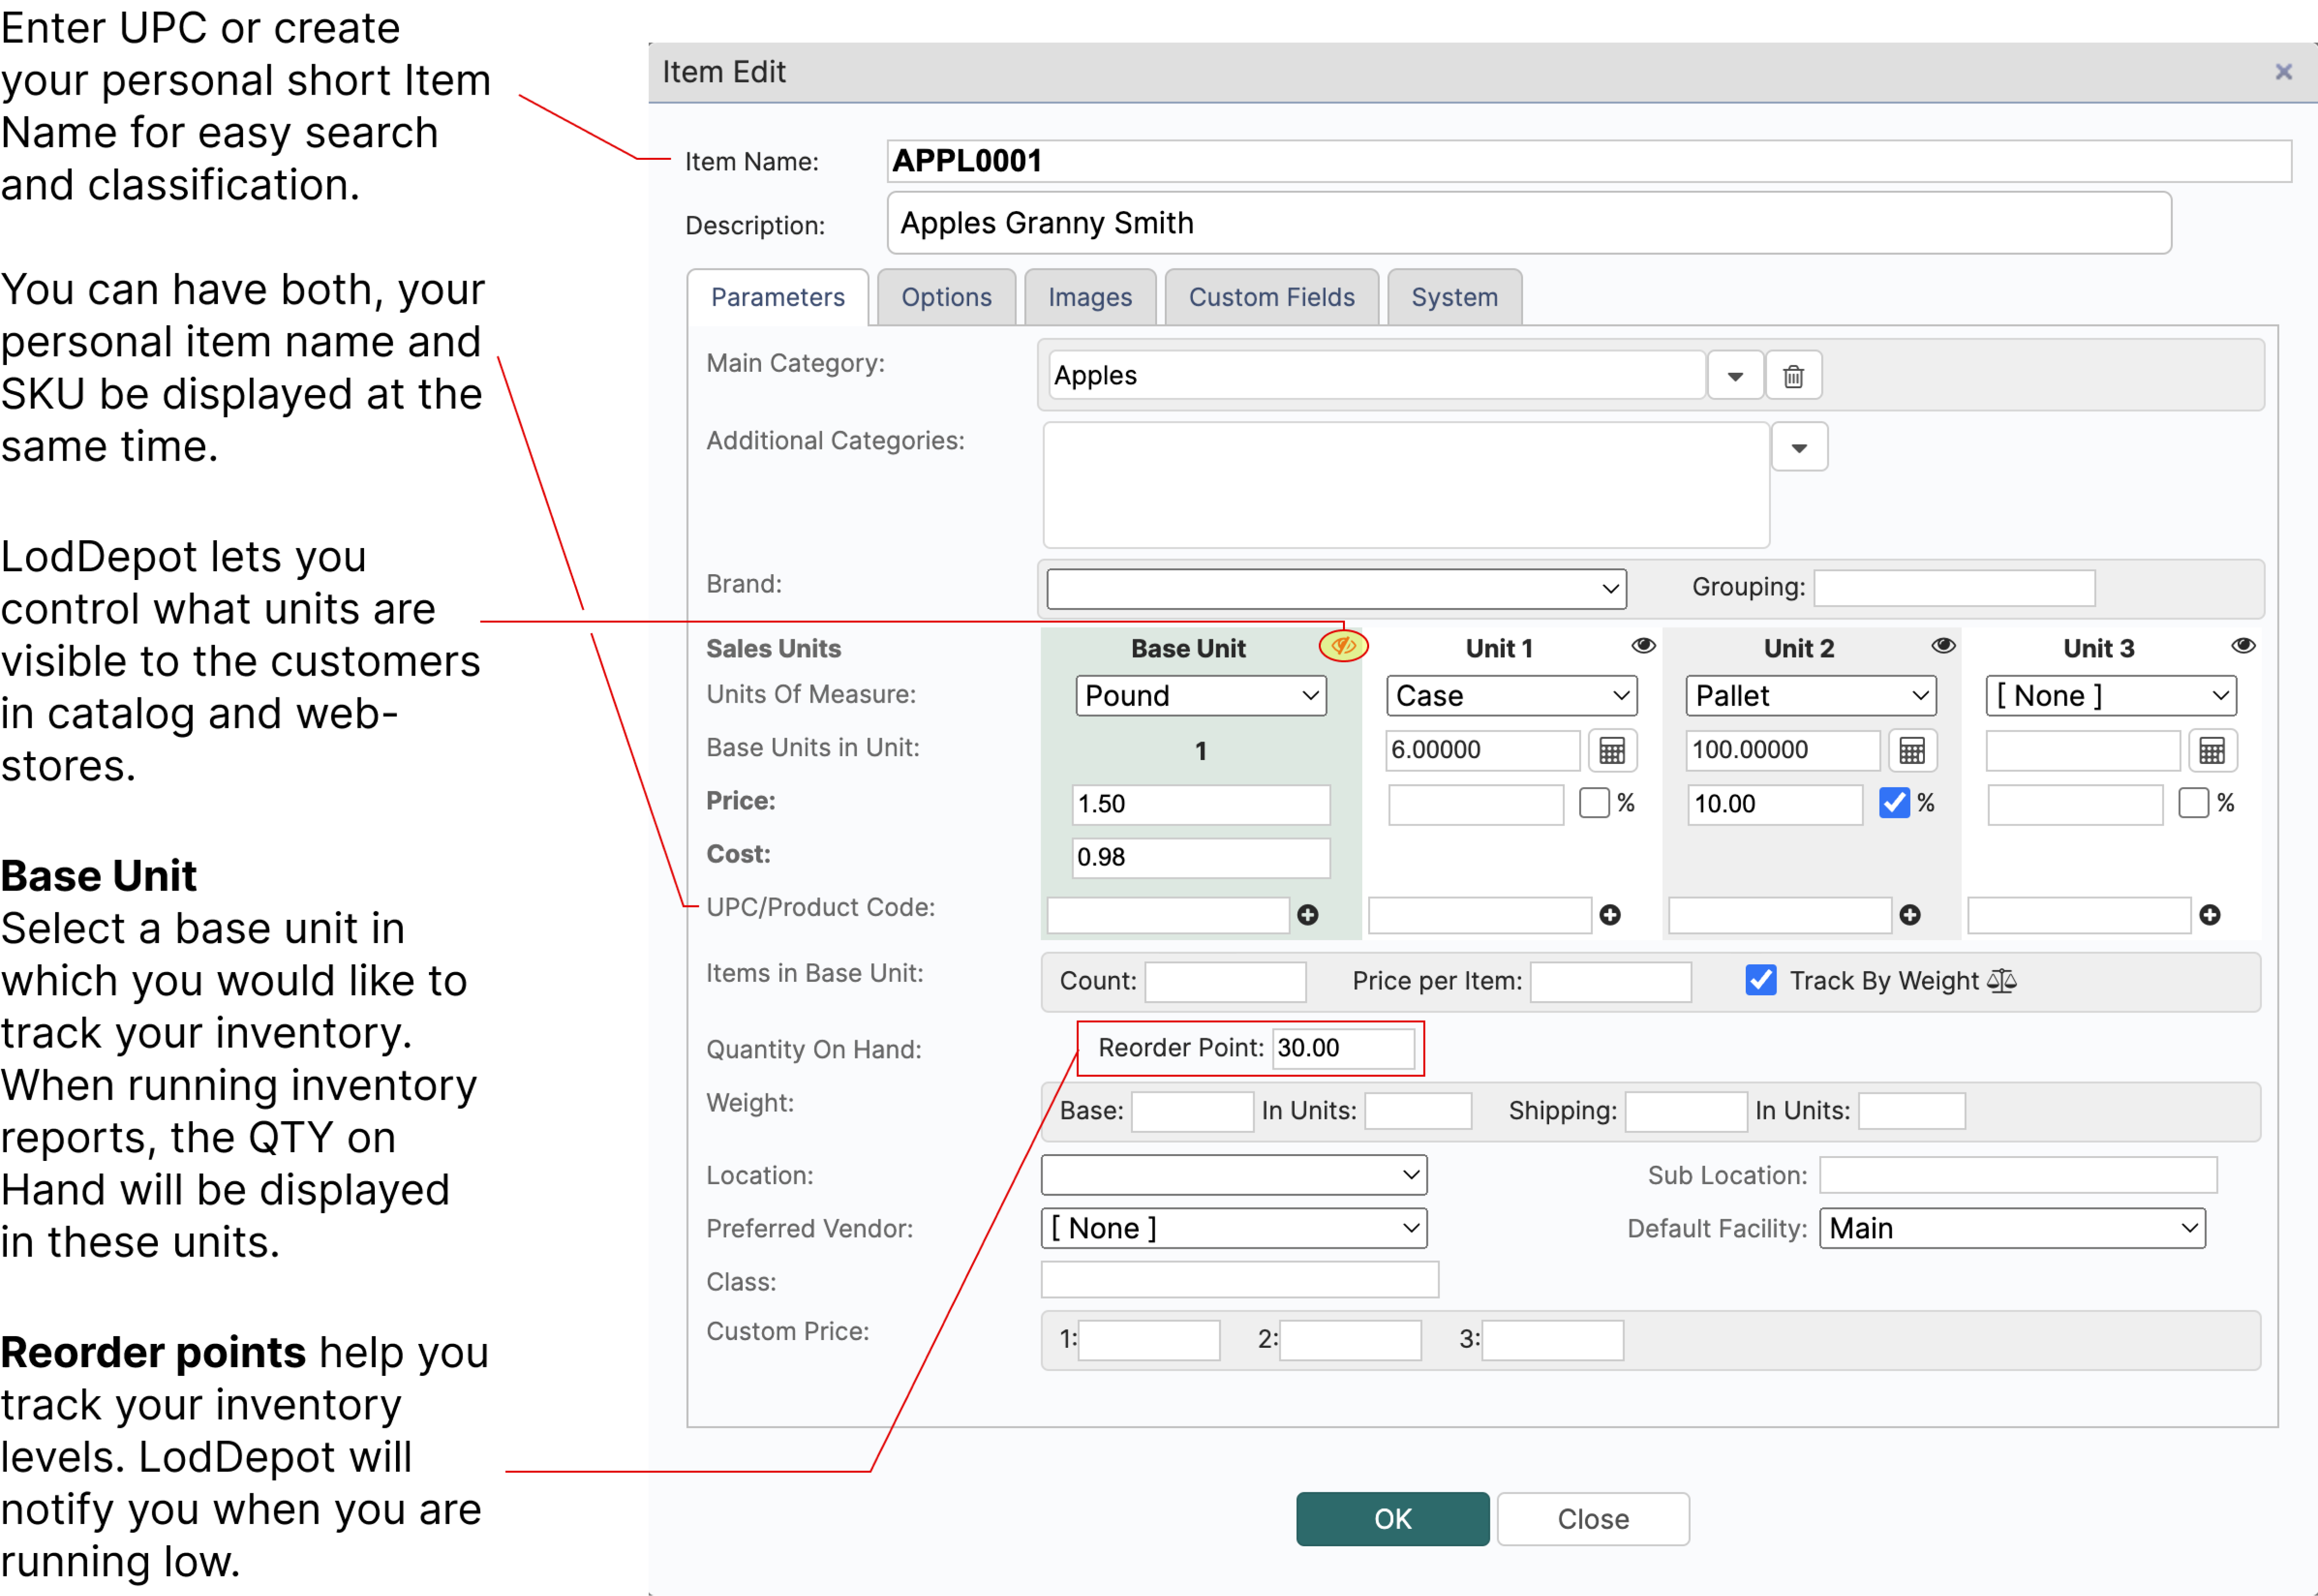 Enter UPC or create
your personal short Item
Name for easy search
and classification.
You can have both, your
personal item name and
SKU be displayed at the
same time.
LodDepot lets you
control what units are
visible to the customers
in catalog and web-
stores.
Base Unit
Select a base unit in
which you would like to
track your inventory.
When running inventory
reports, the QTY on
Hand will be displayed
in these units.
Reorder points help you
track your inventory
levels. LodDepot will
notify you when you are
running low.
Item Edit
Item Name: APPL0001
Description: Apples Granny Smith
Parameters Options Images Custom Fields System
Main Category: Apples
Additional Categories:
Brand: Grouping:
Sales Units Base Unit Unit 1 Unit 2 Unit 3
Units Of Measure: Pound Case Pallet [ None ]
Base Units in Unit: 1 6.00000 100.00000
Price: 1.50 % 10.00 % %
Cost: 0.98
UPC/Product Code:
Items in Base Unit: Count: Price per Item: Track By Weight
Quantity On Hand: Reorder Point: 30.00
Weight: Base: In Units: Shipping: In Units:
Location: Sub Location:
Preferred Vendor: [ None ] Default Facility: Main
Class:
Custom Price: 1: 2: 3:
OK Close